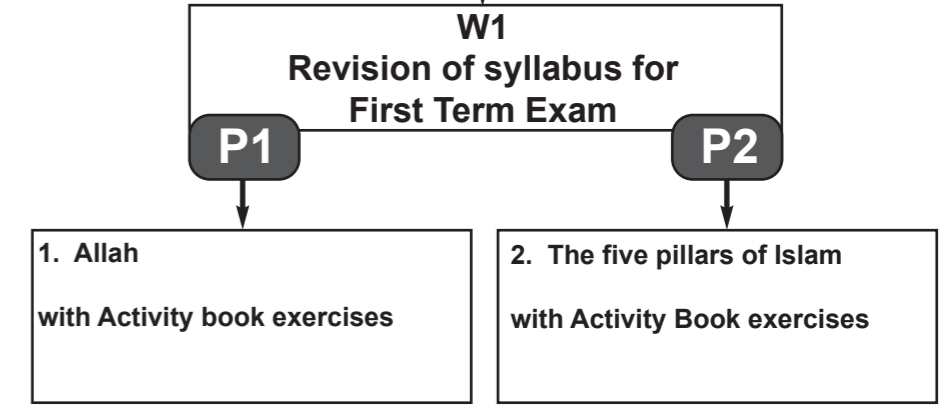 W1
Revision of syllabus for
First Term Exam
P1
P2
1. Allah
with Activity book exercises
2. The five pillars of Islam
with Activity Book exercises